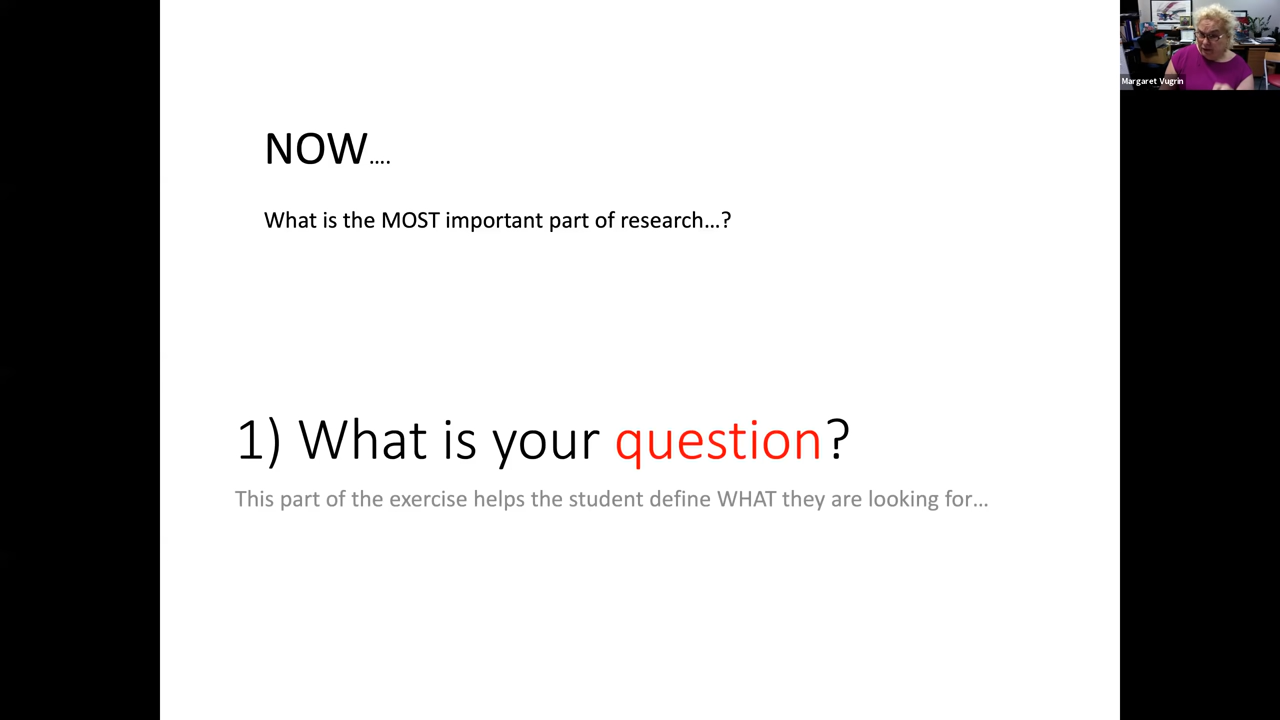 Margaret Vugrin
NOW....
What is the MOST important part of research...?
1) What is your question?
This part of the exercise helps the student define WHAT they are looking for...